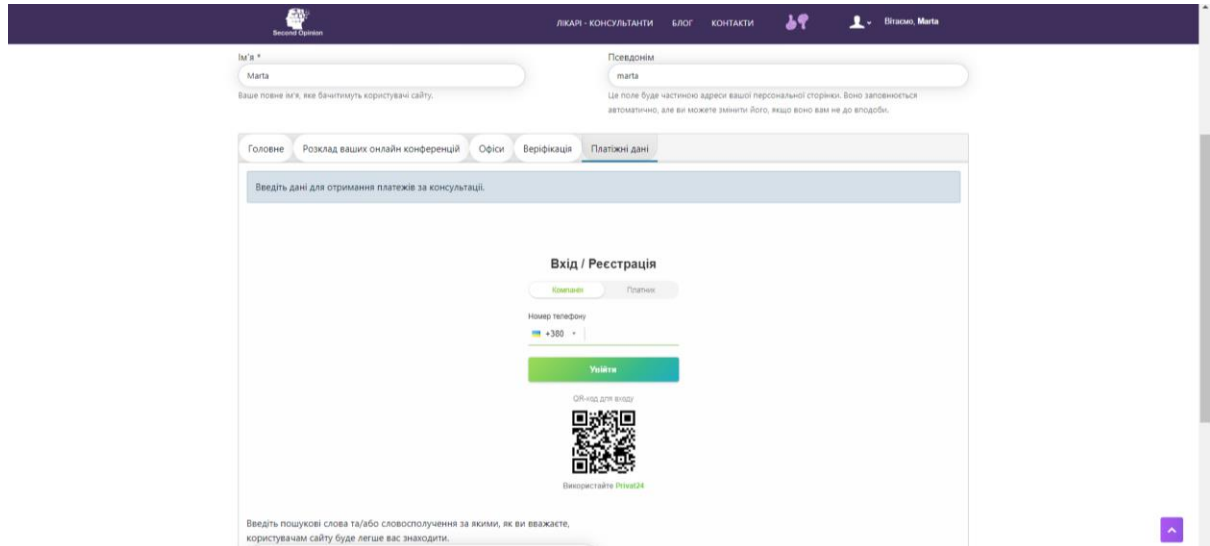 Second Opinion
ЛІКАРІ - КОНСУЛЬТАНТИ БЛОГ КОНТАКТИ Вітаємо, Marta
Ім'я *
Marta
Ваше повне ім'я, яке бачитимуть користувачі сайту.
Псевдонім
marta
Це поле буде частиною адреси вашої персональної сторінки. Воно заповнюється
автоматично, але ви можете змінити його, якщо воно вам не до вподоби.
Головне Розклад ваших онлайн конференцій Офіси Веріфікація Платіжні дані
Введіть дані для отримання платежів за консультації.
Вхід / Реєстрація
Компанія Платник
Номер телефону
+380
Увійти
QR-код для входу
Використайте Privat24
Введіть пошукові слова та/або словосполучення за якими, як ви вважаєте,
користувачам сайту буде легше вас знаходити.